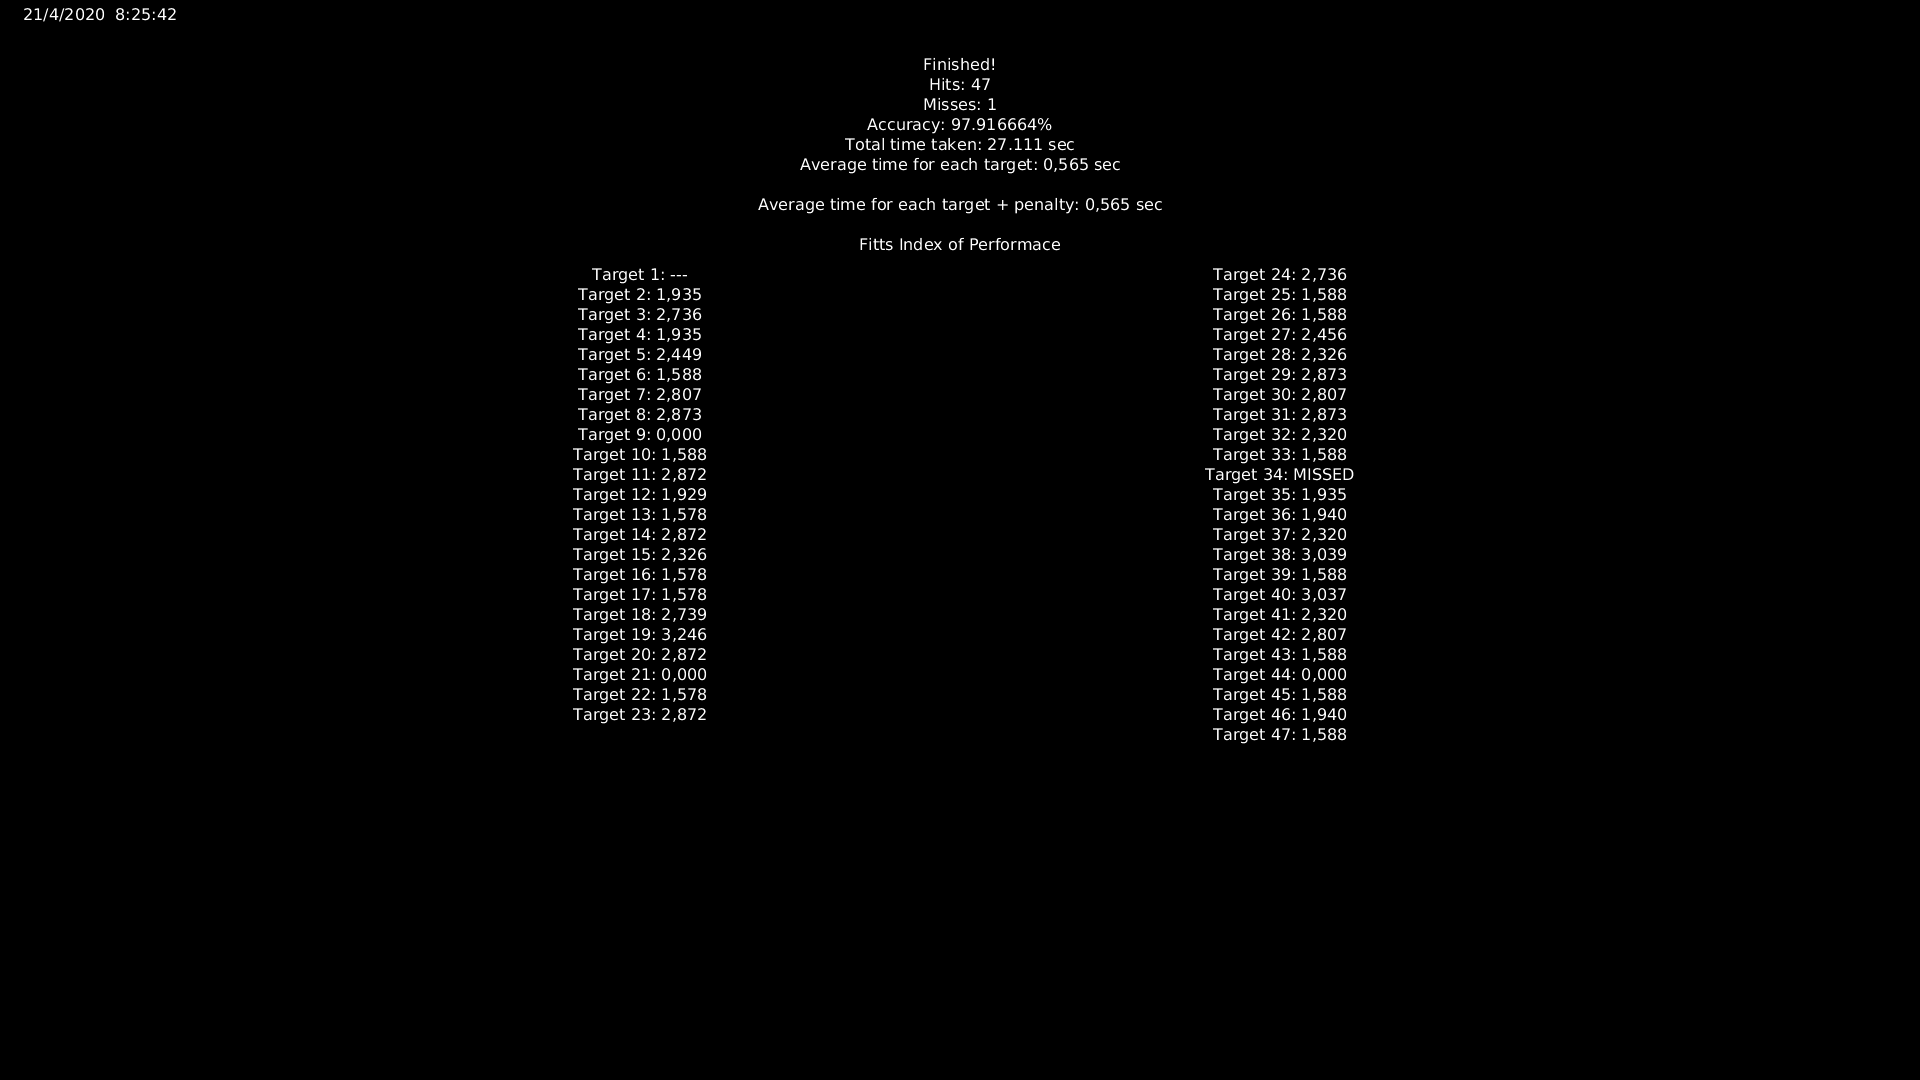 21/4/2020  8:25:42
Finished!
Hits: 47
Misses: 1
Accuracy: 97.916664%
Total time taken: 27.111 sec
Average time for each target: 0,565 sec
Average time for each target + penalty: 0,565 sec
Fitts Index of Performace
Target 1: ---
Target 2: 1,935
Target 3: 2,736
Target 4: 1,935
Target 5: 2,449
Target 6: 1,588
Target 7: 2,807
Target 8: 2,873
Target 9: 0,000
Target 10: 1,588
Target 11: 2,872
Target 12: 1,929
Target 13: 1,578
Target 14: 2,872
Target 15: 2,326
Target 16: 1,578
Target 17: 1,578
Target 18: 2,739
Target 19: 3,246
Target 20: 2,872
Target 21: 0,000
Target 22: 1,578
Target 23: 2,872
Target 24: 2,736
Target 25: 1,588
Target 26: 1,588
Target 27: 2,456
Target 28: 2,326
Target 29: 2,873
Target 30: 2,807
Target 31: 2,873
Target 32: 2,320
Target 33: 1,588
Target 34: MISSED
Target 35: 1,935
Target 36: 1,940
Target 37: 2,320
Target 38: 3,039
Target 39: 1,588
Target 40: 3,037
Target 41: 2,320
Target 42: 2,807
Target 43: 1,588
Target 44: 0,000
Target 45: 1,588
Target 46: 1,940
Target 47: 1,588